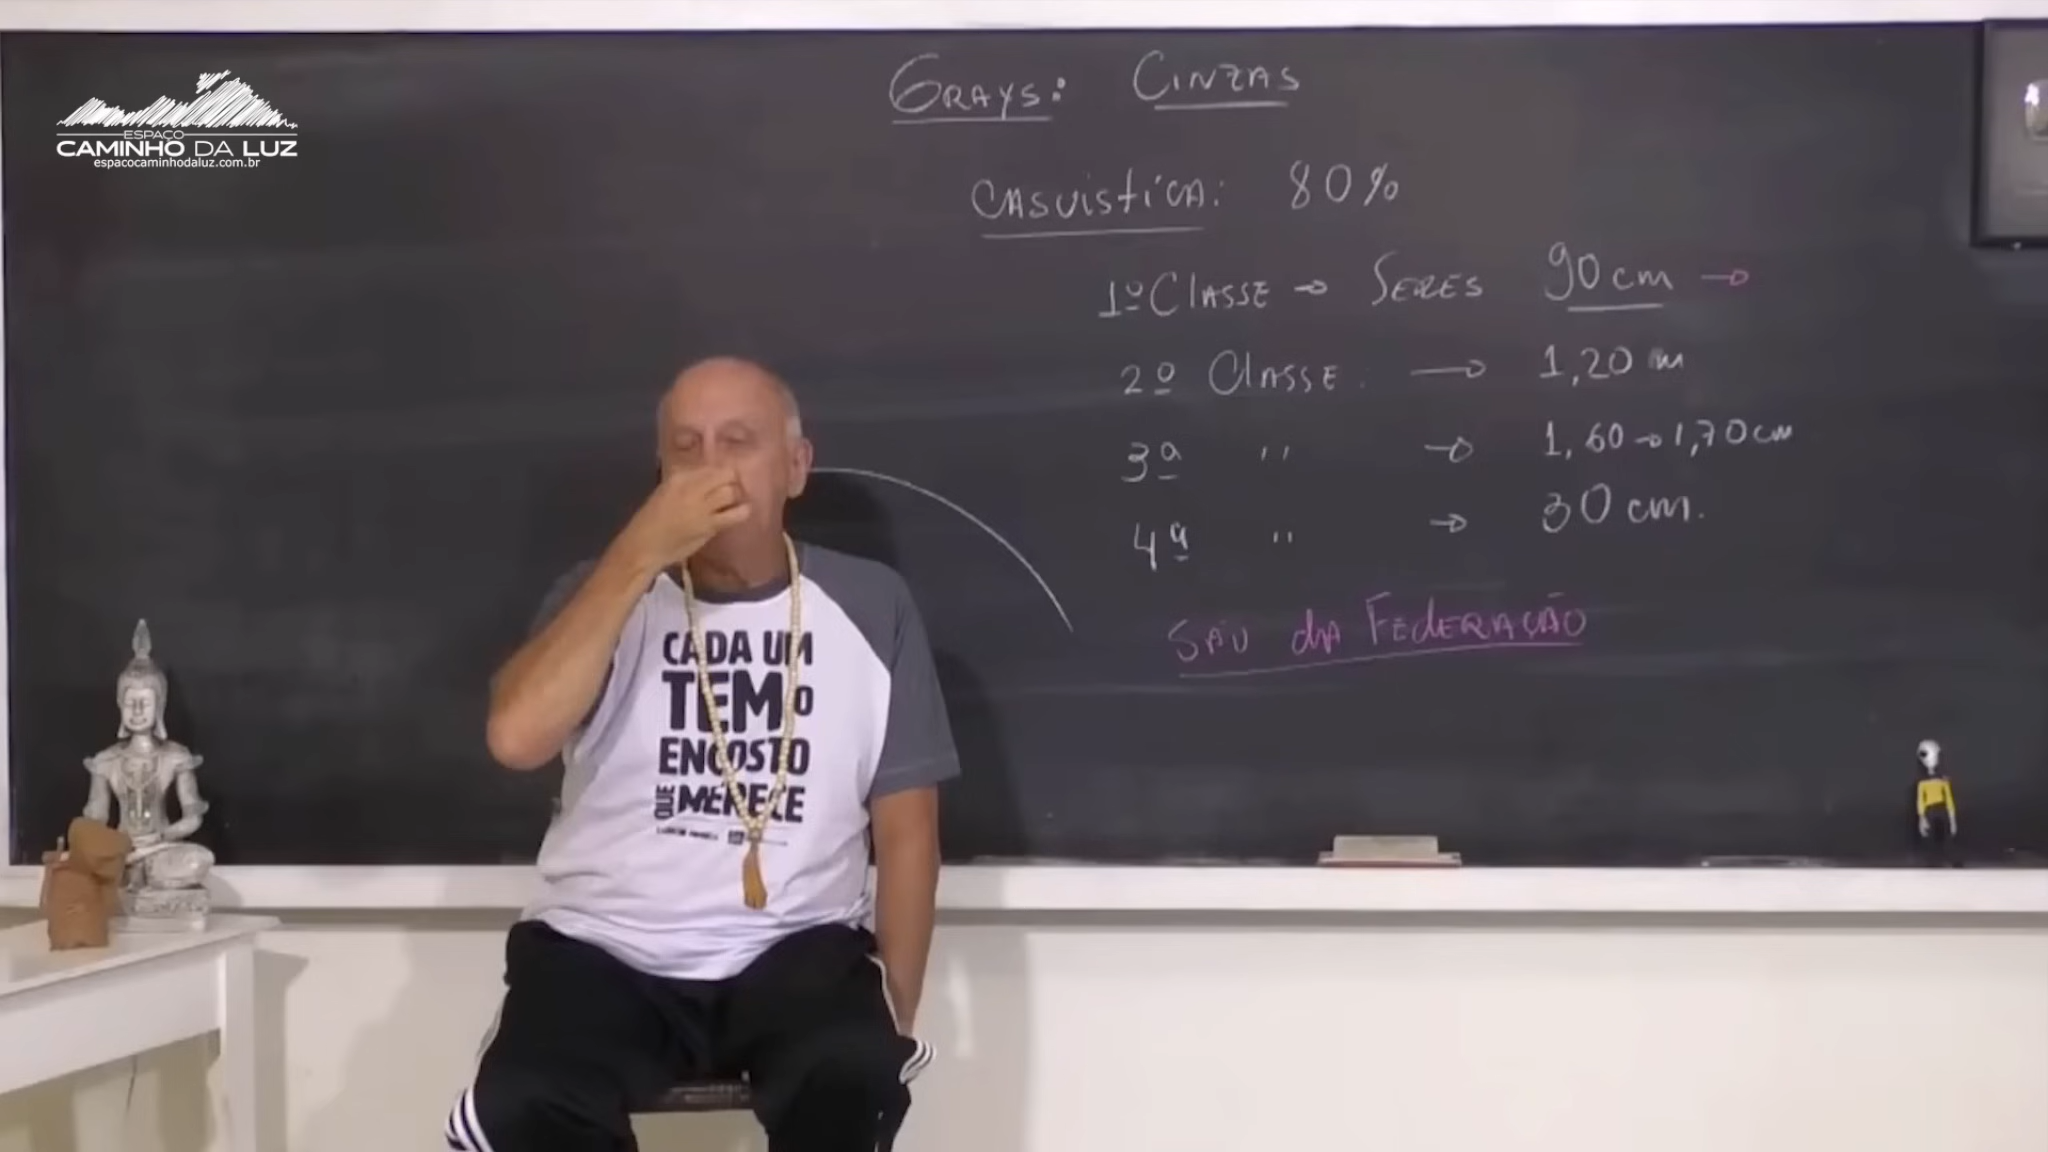 ESPAÇO
CAMINHO DA LUZ
espacocaminhodaluz.com.br
GRAYS: CINZAS
CASUISTICA: 80%
1º CLASSE → SERES 90cm →
2º CLASSE: → 1,20 m
3ª " → 1,60 → 1,70 cm
4ª " → 30 cm.
SÃO dA FEdERAÇÃO
CADA UM
TEM O
ENCOSTO
QUE MERECE